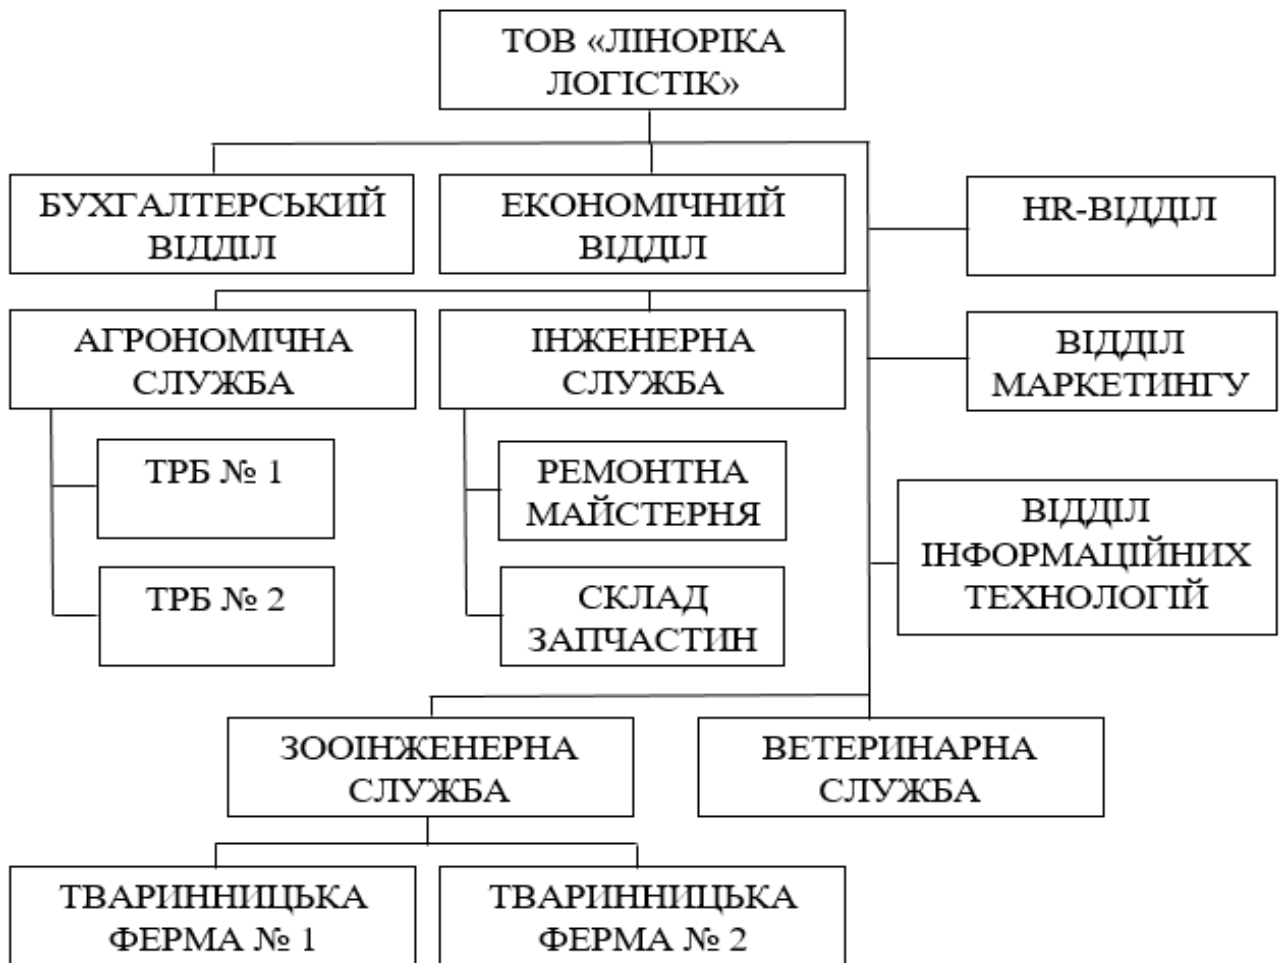 ТОВ «ЛІНОРІКА
ЛОГІСТІК»
БУХГАЛТЕРСЬКИЙ
ВІДДІЛ
ЕКОНОМІЧНИЙ
ВІДДІЛ
HR-ВІДДІЛ
АГРОНОМІЧНА
СЛУЖБА
ІНЖЕНЕРНА
СЛУЖБА
ВІДДІЛ
МАРКЕТИНГУ
ТРБ № 1
РЕМОНТНА
МАЙСТЕРНЯ
ВІДДІЛ
ІНФОРМАЦІЙНИХ
ТЕХНОЛОГІЙ
ТРБ № 2
СКЛАД
ЗАПЧАСТИН
ЗООІНЖЕНЕРНА
СЛУЖБА
ВЕТЕРИНАРНА
СЛУЖБА
ТВАРИННИЦЬКА
ФЕРМА № 1
ТВАРИННИЦЬКА
ФЕРМА № 2